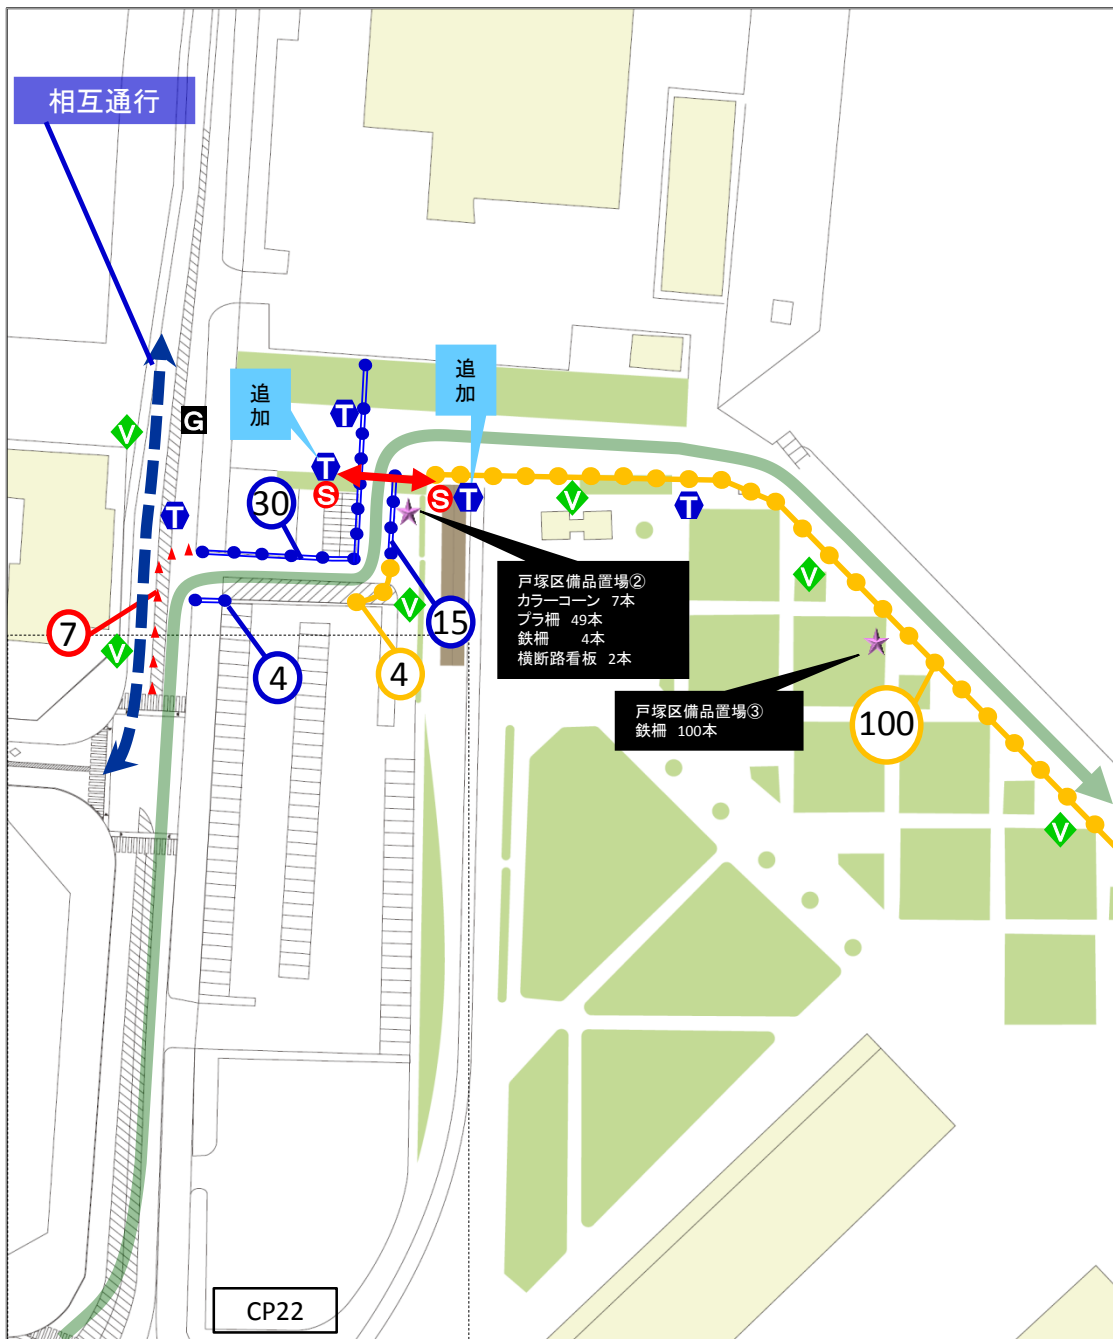 相互通行
追
加
追
加
V
G
T
T
S
S
T
T
V
30
T
戸塚区備品置場②
カラーコーン 7本
プラ柵 49本
鉄柵 4本
横断路看板 2本
V
V
15
7
V
4
4
戸塚区備品置場③
鉄柵 100本
100
V
CP22